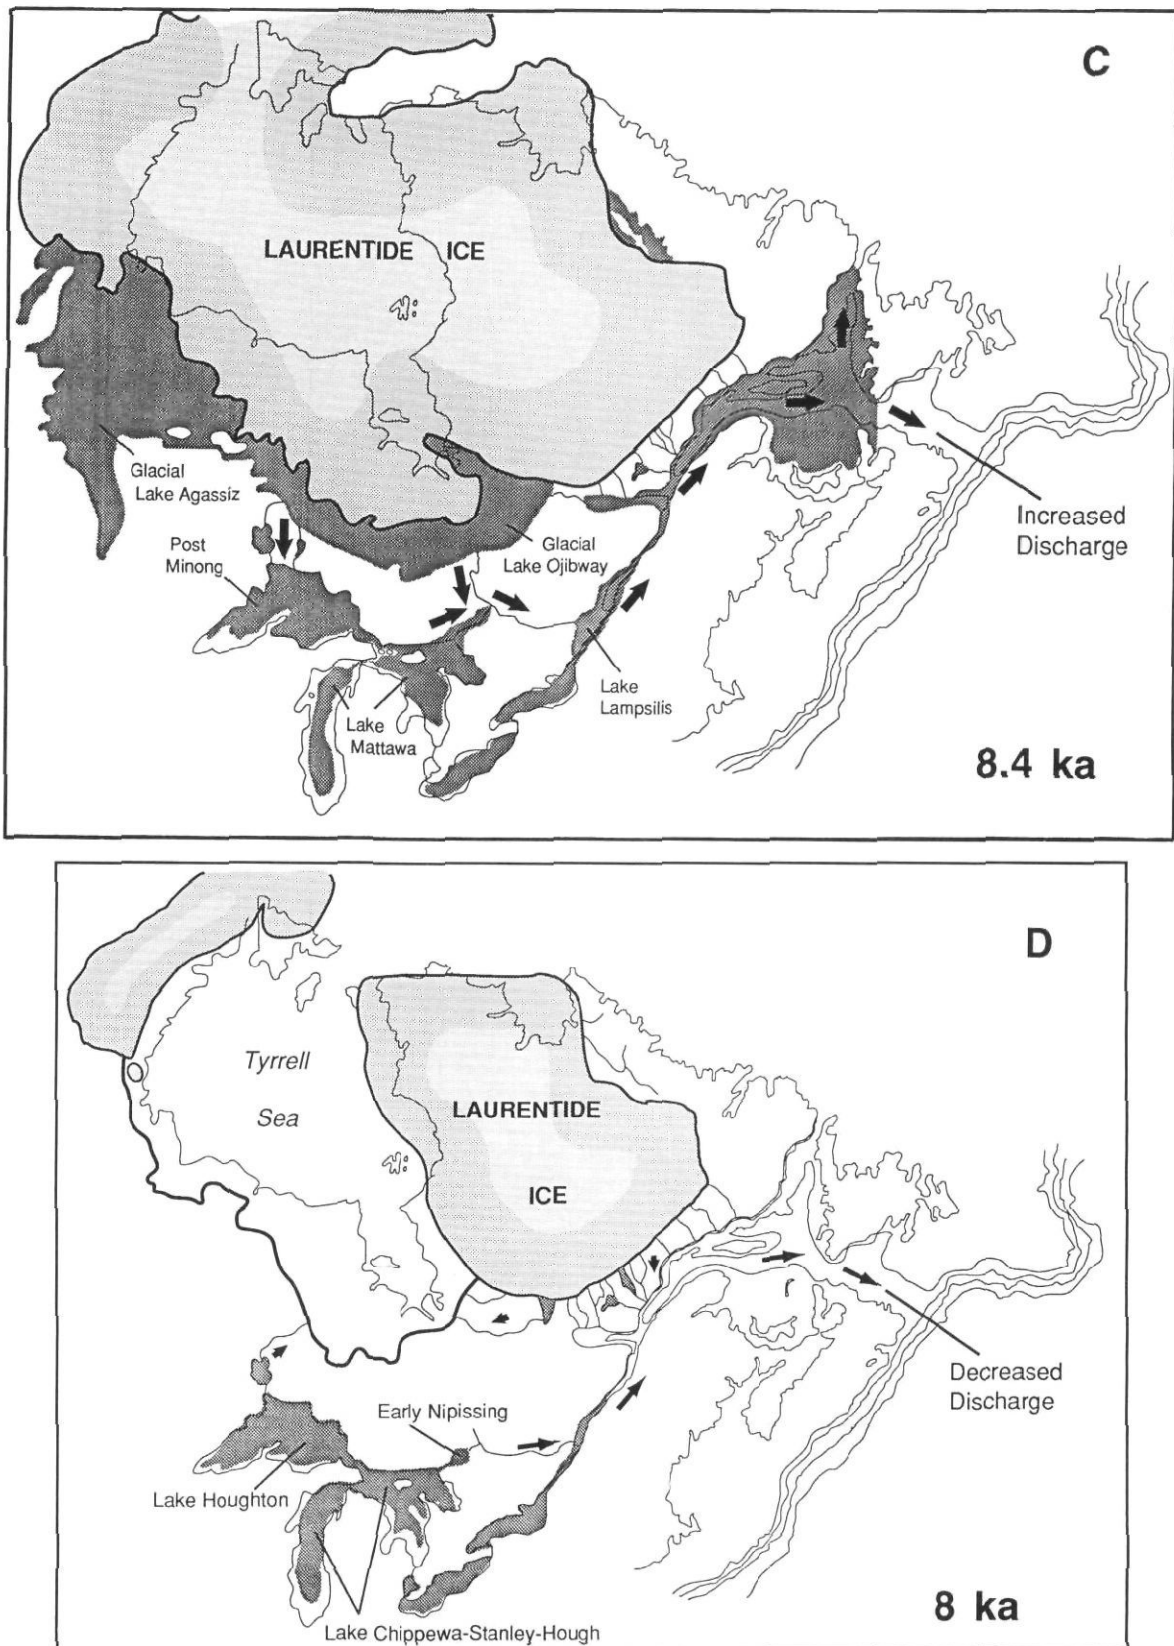 C
LAURENTIDE ICE
Glacial
Lake Agassiz
Post
Minong
Glacial
Lake Ojibway
Increased
Discharge
Lake
Lampsilis
Lake
Mattawa
8.4 ka
D
Tyrrell
Sea
LAURENTIDE
ICE
Early Nipissing
Decreased
Discharge
Lake Houghton
Lake Chippewa-Stanley-Hough
8 ka